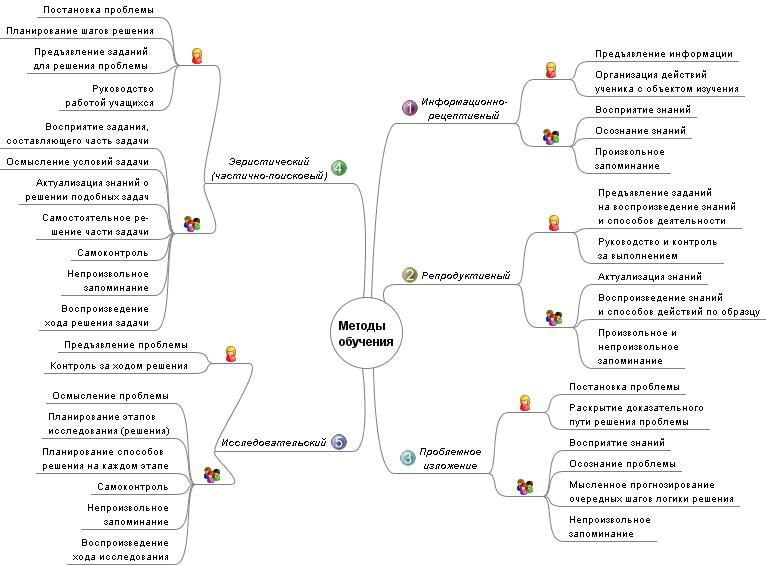 Методы
обучения
1
Информационно-
рецептивный
Предъявление информации
Организация действий
ученика с объектом изучения
Восприятие знаний
Осознание знаний
Произвольное
запоминание
2
Репродуктивный
Предъявление заданий
на воспроизведение знаний
и способов деятельности
Руководство и контроль
за выполнением
Актуализация знаний
Воспроизведение знаний
и способов действий по образцу
Произвольное и
непроизвольное
запоминание
3
Проблемное
изложение
Постановка проблемы
Раскрытие доказательного
пути решения проблемы
Восприятие знаний
Осознание проблемы
Мысленное прогнозирование
очередных шагов логики решения
Непроизвольное
запоминание
4
Эвристический
(частично-поисковый)
Постановка проблемы
Планирование шагов решения
Предъявление заданий
для решения проблемы
Руководство
работой учащихся
Восприятие задания,
составляющего часть задачи
Осмысление условий задачи
Актуализация знаний о
решении подобных задач
Самостоятельное ре-
шение части задачи
Самоконтроль
Непроизвольное
запоминание
Воспроизведение
хода решения задачи
5
Исследовательский
Предъявление проблемы
Контроль за ходом решения
Осмысление проблемы
Планирование этапов
исследования (решения)
Планирование способов
решения на каждом этапе
Самоконтроль
Непроизвольное
запоминание
Воспроизведение
хода исследования